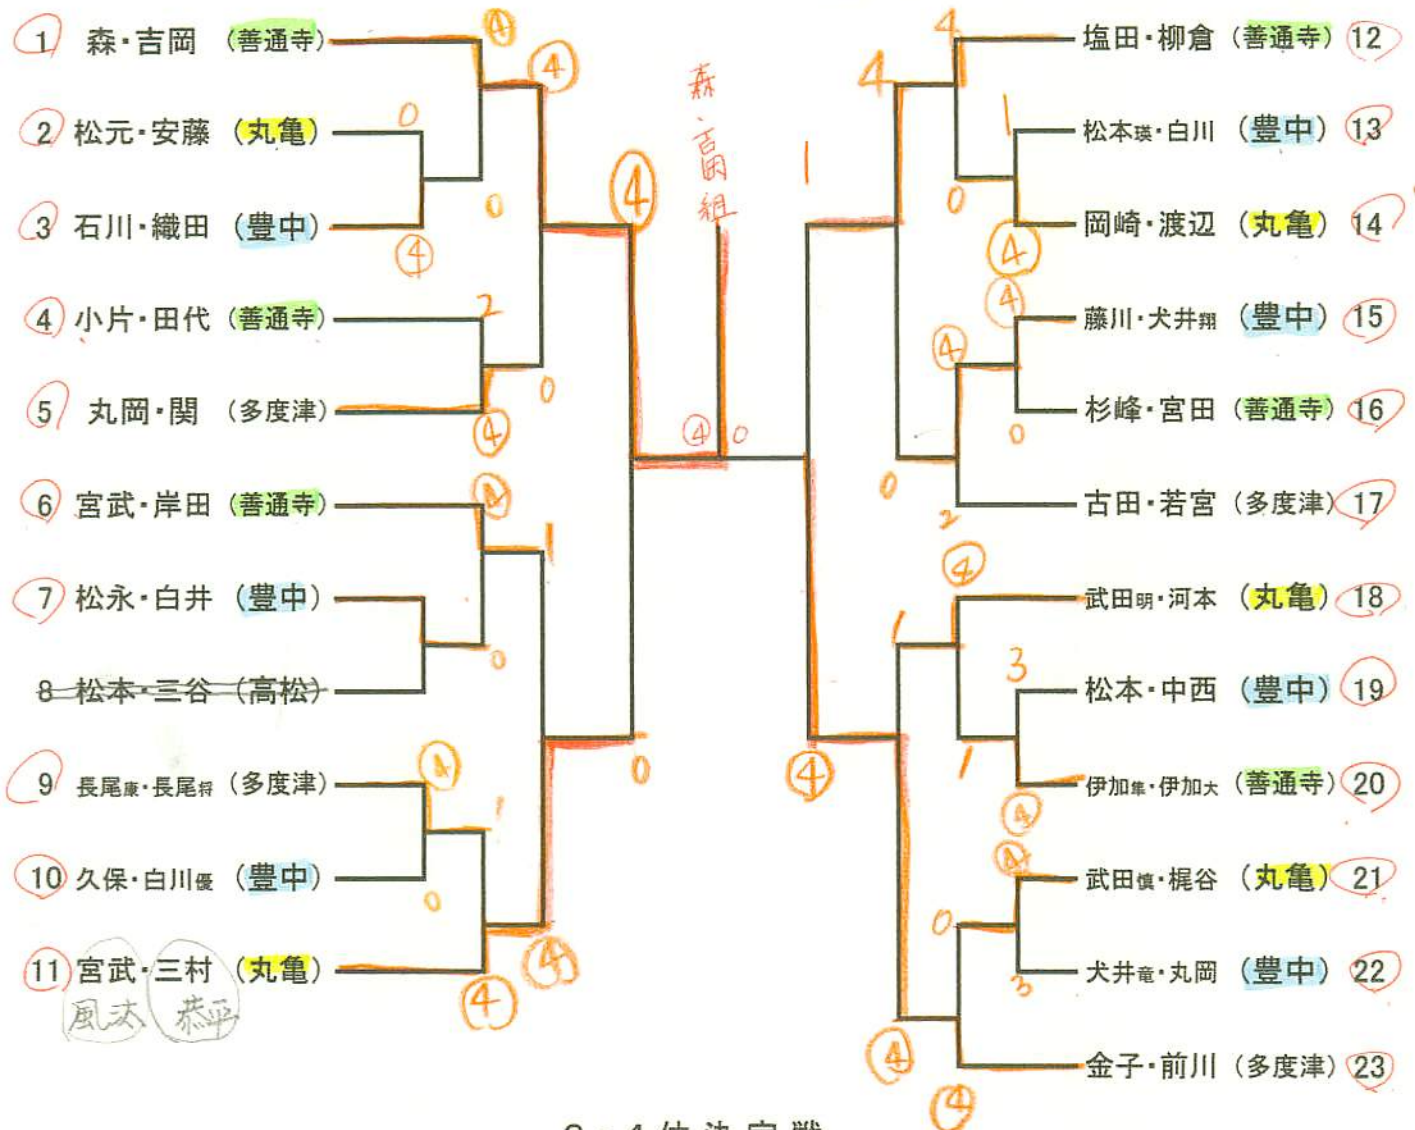 1 森・吉岡 (善通寺)
2 松元・安藤 (丸亀)
3 石川・織田 (豊中)
4 小片・田代 (善通寺)
5 丸岡・関 (多度津)
6 宮武・岸田 (善通寺)
7 松永・白井 (豊中)
8 松本・三谷 (高松)
9 長尾康・長尾将 (多度津)
10 久保・白川優 (豊中)
11 宮武・三村 (丸亀)
風汰 恭平
4
0
4
0
4
2
4
0
4
0
1
4
0
1
4
4
4
0
森・吉岡組
4 0
1
4
4
4
1
0
4
4
4
0
0
2
4
1
3
1
4
4
0
3
4
4
塩田・柳倉 (善通寺) 12
松本瑛・白川 (豊中) 13
岡崎・渡辺 (丸亀) 14
藤川・犬井翔 (豊中) 15
杉峰・宮田 (善通寺) 16
古田・若宮 (多度津) 17
武田明・河本 (丸亀) 18
松本・中西 (豊中) 19
伊加隼・伊加大 (善通寺) 20
武田慎・梶谷 (丸亀) 21
犬井竜・丸岡 (豊中) 22
金子・前川 (多度津) 23